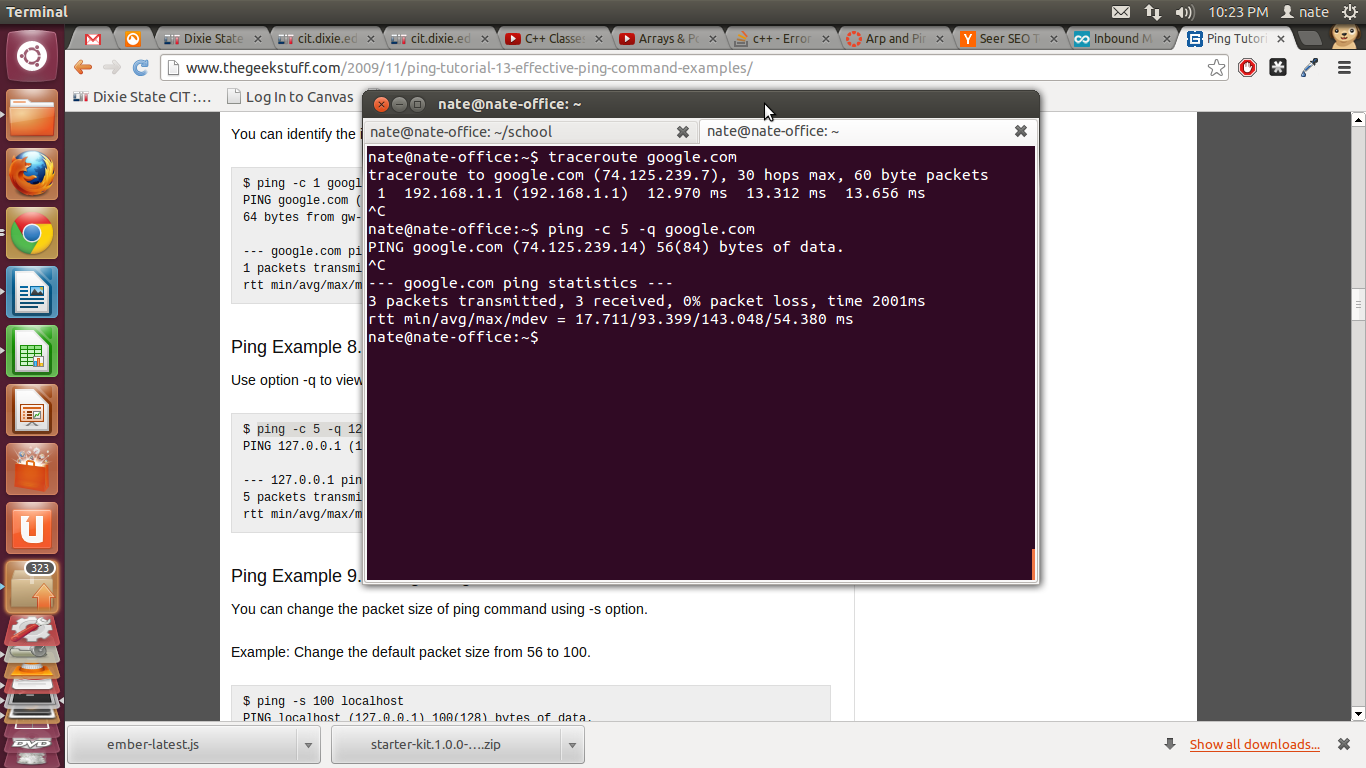 Terminal
10:23 PM
nate
Dixie State
cit.dixie.ed
cit.dixie.ed
C++ Classes
Arrays & Po
c++ - Error
Arp and Pin
Seer SEO T
Inbound M
Ping Tutori
www.thegeekstuff.com/2009/11/ping-tutorial-13-effective-ping-command-examples/
Dixie State CIT :...
Log In to Canvas
You can identify the i
$ ping -c 1 googl
PING google.com (
64 bytes from gw-
--- google.com pi
1 packets transmi
rtt min/avg/max/m
Ping Example 8.
Use option -q to view
$ ping -c 5 -q 12
PING 127.0.0.1 (1
--- 127.0.0.1 pin
5 packets transmi
rtt min/avg/max/m
Ping Example 9.
You can change the packet size of ping command using -s option.
Example: Change the default packet size from 56 to 100.
$ ping -s 100 localhost
PING localhost (127.0.0.1) 100(128) bytes of data.
nate@nate-office: ~
nate@nate-office: ~/school
nate@nate-office: ~
nate@nate-office:~$ traceroute google.com
traceroute to google.com (74.125.239.7), 30 hops max, 60 byte packets
1 192.168.1.1 (192.168.1.1) 12.970 ms 13.312 ms 13.656 ms
^C
nate@nate-office:~$ ping -c 5 -q google.com
PING google.com (74.125.239.14) 56(84) bytes of data.
^C
--- google.com ping statistics ---
3 packets transmitted, 3 received, 0% packet loss, time 2001ms
rtt min/avg/max/mdev = 17.711/93.399/143.048/54.380 ms
nate@nate-office:~$
323
ember-latest.js
starter-kit.1.0.0-....zip
Show all downloads...